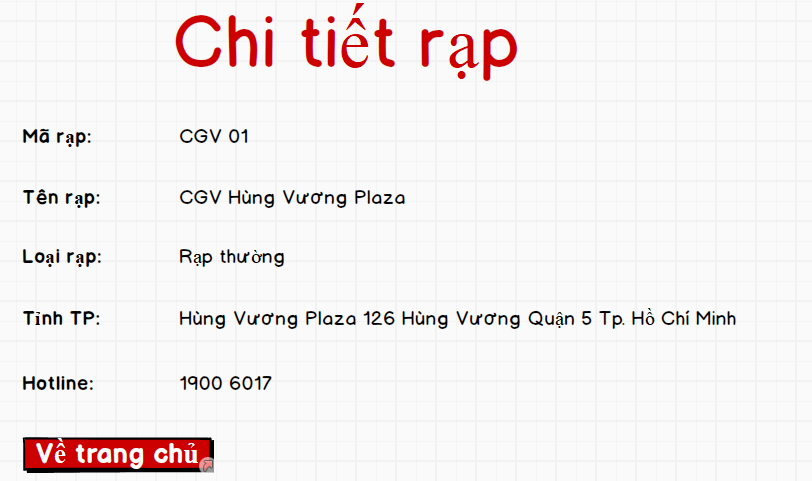 Chi tiết rạp
Mã rạp: CGV 01
Tên rạp: CGV Hùng Vương Plaza
Loại rạp: Rạp thường
Tỉnh TP: Hùng Vương Plaza 126 Hùng Vương Quận 5 Tp. Hồ Chí Minh
Hotline: 1900 6017
Về trang chủ